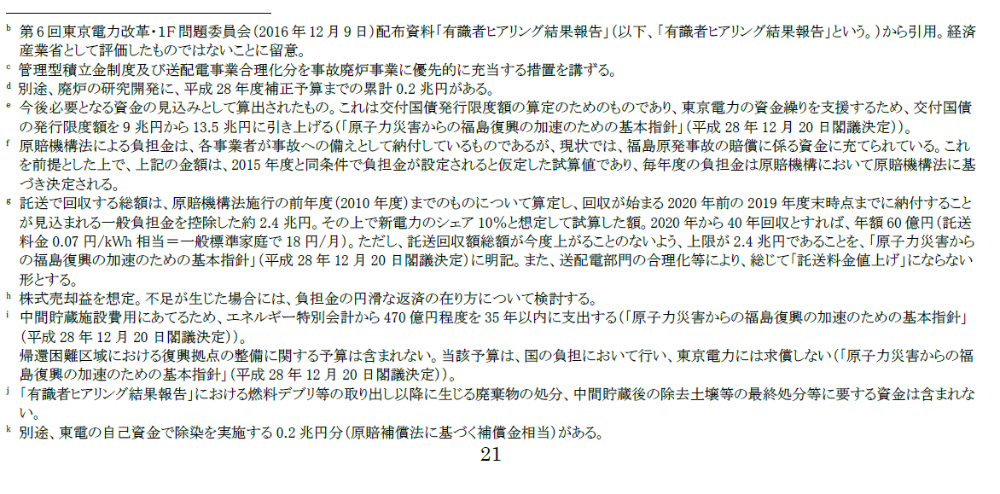 b 第６回東京電力改革・１Ｆ問題委員会（2016 年 12 月 9 日）配布資料「有識者ヒアリング結果報告」（以下、「有識者ヒアリング結果報告」という。）から引用。経済
産業省として評価したものではないことに留意。
c 管理型積立金制度及び送配電事業合理化分を事故廃炉事業に優先的に充当する措置を講ずる。
d 別途、廃炉の研究開発に、平成 28 年度補正予算までの累計 0.2 兆円がある。
e 今後必要となる資金の見込みとして算出されたもの。これは交付国債発行限度額の算定のためのものであり、東京電力の資金繰りを支援するため、交付国債
の発行限度額を 9 兆円から 13.5 兆円に引き上げる（「原子力災害からの福島復興の加速のための基本指針」（平成 28 年 12 月 20 日閣議決定））。
f 原賠機構法による負担金は、各事業者が事故への備えとして納付しているものであるが、現状では、福島原発事故の賠償に係る資金に充てられている。これ
を前提とした上で、上記の金額は、2015 年度と同条件で負担金が設定されると仮定した試算値であり、毎年度の負担金は原賠機構において原賠機構法に基
づき決定される。
g 託送で回収する総額は、原賠機構法施行の前年度（2010 年度）までのものについて算定し、回収が始まる 2020 年前の 2019 年度末時点までに納付すること
が見込まれる一般負担金を控除した約 2.4 兆円。その上で新電力のシェア 10％と想定して試算した額。2020 年から 40 年回収とすれば、年額 60 億円（託送
料金 0.07 円/kWh 相当＝一般標準家庭で 18 円/月）。ただし、託送回収額総額が今度上がることのないよう、上限が 2.4 兆円であることを、「原子力災害から
の福島復興の加速のための基本指針」（平成 28 年 12 月 20 日閣議決定）に明記。また、送配電部門の合理化等により、総じて「託送料金値上げ」にならない
形とする。
h 株式売却益を想定。不足が生じた場合には、負担金の円滑な返済の在り方について検討する。
i 中間貯蔵施設費用にあてるため、エネルギー特別会計から 470 億円程度を 35 年以内に支出する（「原子力災害からの福島復興の加速のための基本指針」
（平成 28 年 12 月 20 日閣議決定））。
帰還困難区域における復興拠点の整備に関する予算は含まれない。当該予算は、国の負担において行い、東京電力には求償しない（「原子力災害からの福
島復興の加速のための基本指針」（平成 28 年 12 月 20 日閣議決定））。
j 「有識者ヒアリング結果報告」における燃料デブリ等の取り出し以降に生じる廃棄物の処分、中間貯蔵後の除去土壌等の最終処分等に要する資金は含まれな
い。
k 別途、東電の自己資金で除染を実施する 0.2 兆円分（原賠補償法に基づく補償金相当）がある。
21